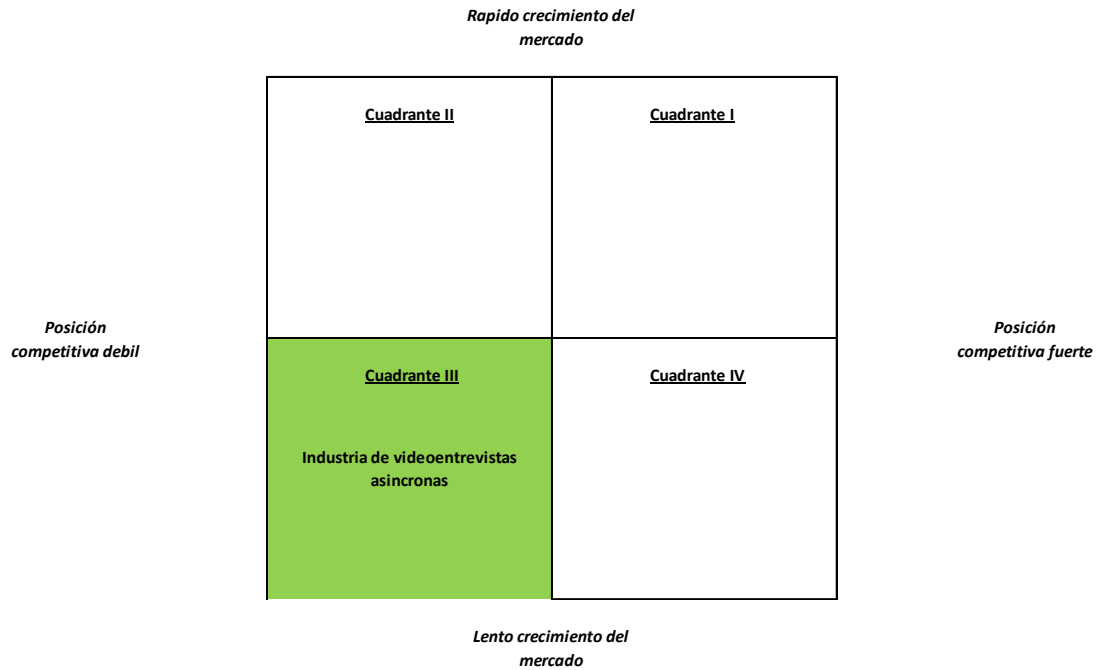 Rapido crecimiento del
mercado
Cuadrante II
Cuadrante I
Posición
competitiva debil
Posición
competitiva fuerte
Cuadrante III
Cuadrante IV
Industria de videoentrevistas
asincronas
Lento crecimiento del
mercado